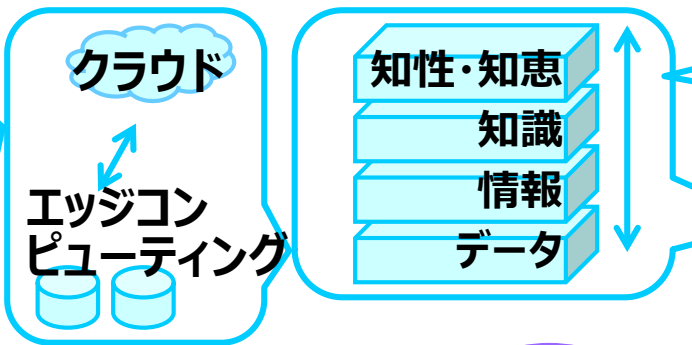 クラウド
エッジコン
ピューティング
知性･知恵
知識
情報
データ